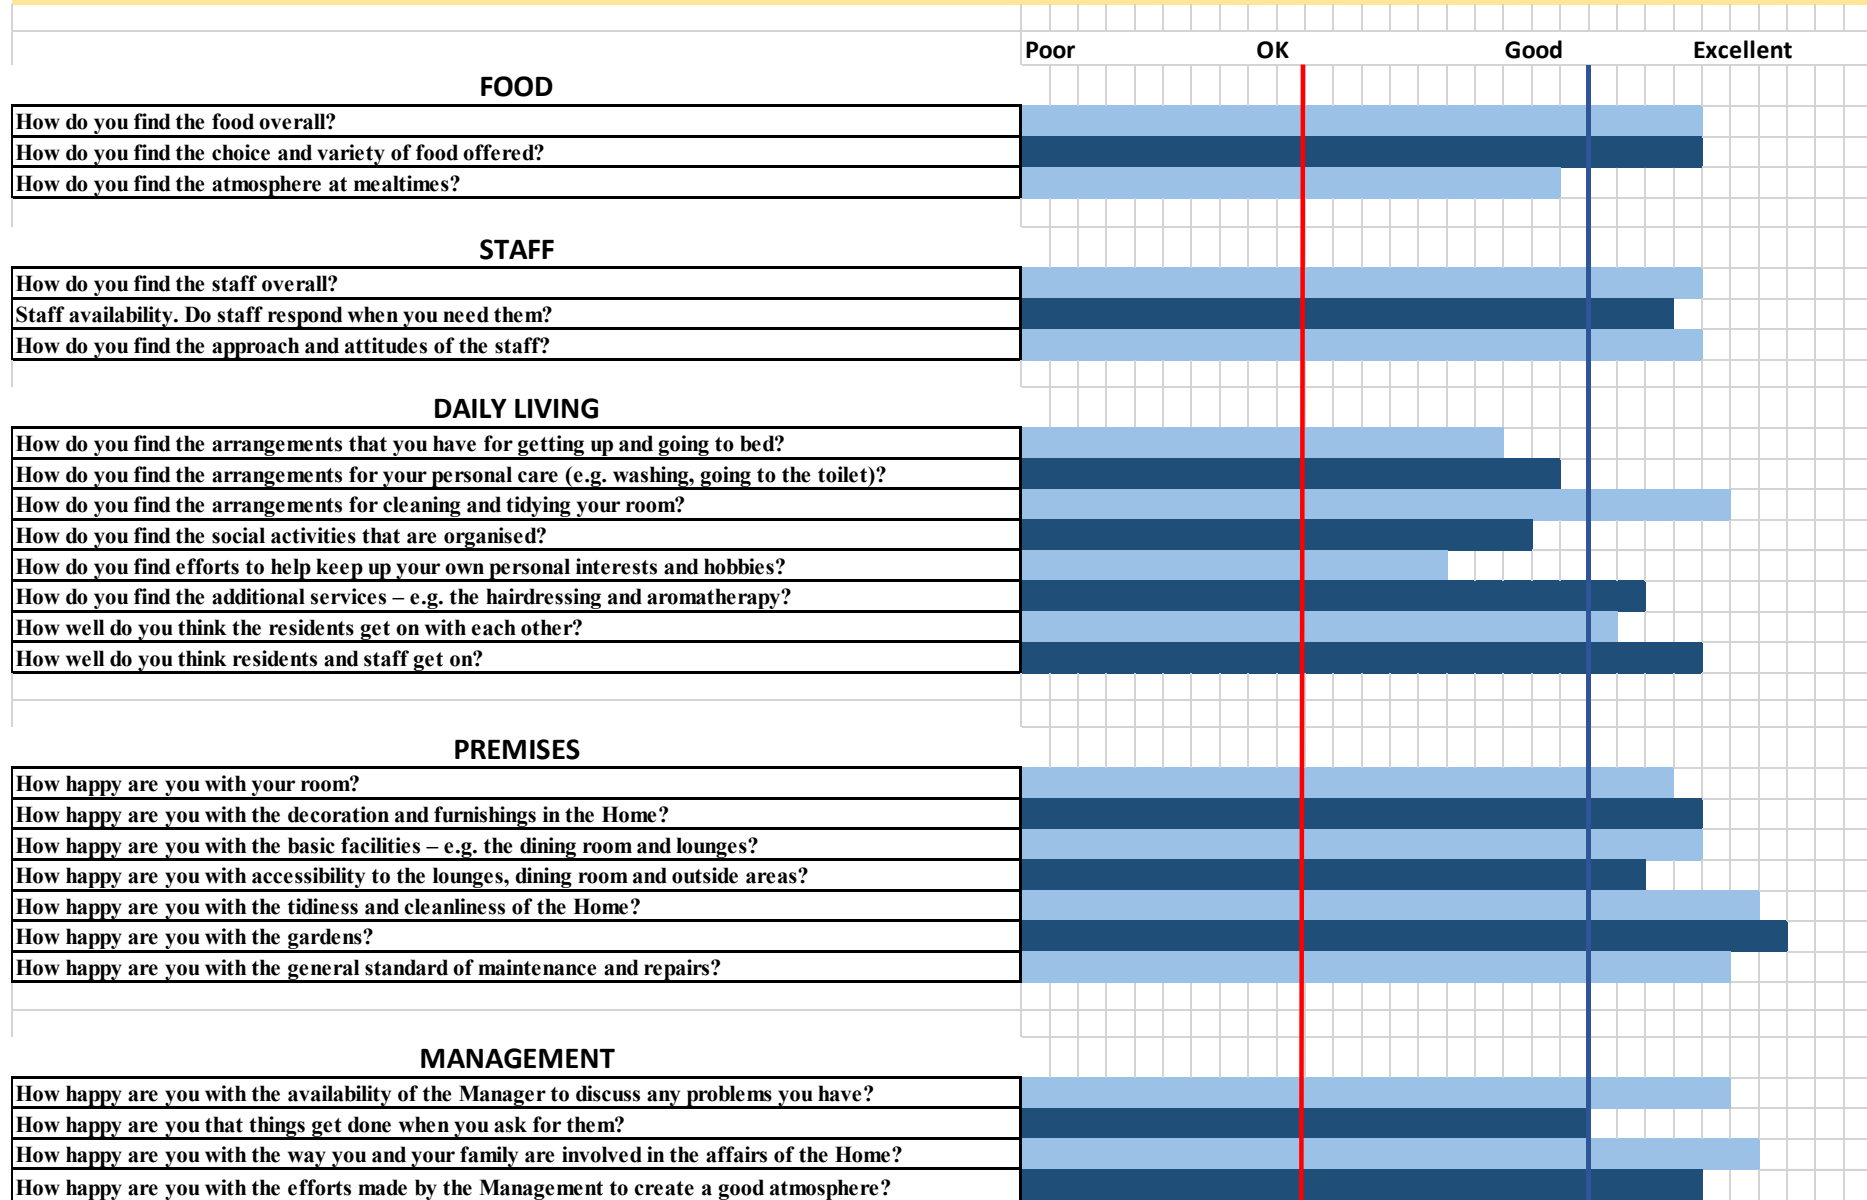 Poor OK Good Excellent
FOOD
How do you find the food overall?
How do you find the choice and variety of food offered?
How do you find the atmosphere at mealtimes?
STAFF
How do you find the staff overall?
Staff availability. Do staff respond when you need them?
How do you find the approach and attitudes of the staff?
DAILY LIVING
How do you find the arrangements that you have for getting up and going to bed?
How do you find the arrangements for your personal care (e.g. washing, going to the toilet)?
How do you find the arrangements for cleaning and tidying your room?
How do you find the social activities that are organised?
How do you find efforts to help keep up your own personal interests and hobbies?
How do you find the additional services – e.g. the hairdressing and aromatherapy?
How well do you think the residents get on with each other?
How well do you think residents and staff get on?
PREMISES
How happy are you with your room?
How happy are you with the decoration and furnishings in the Home?
How happy are you with the basic facilities – e.g. the dining room and lounges?
How happy are you with accessibility to the lounges, dining room and outside areas?
How happy are you with the tidiness and cleanliness of the Home?
How happy are you with the gardens?
How happy are you with the general standard of maintenance and repairs?
MANAGEMENT
How happy are you with the availability of the Manager to discuss any problems you have?
How happy are you that things get done when you ask for them?
How happy are you with the way you and your family are involved in the affairs of the Home?
How happy are you with the efforts made by the Management to create a good atmosphere?